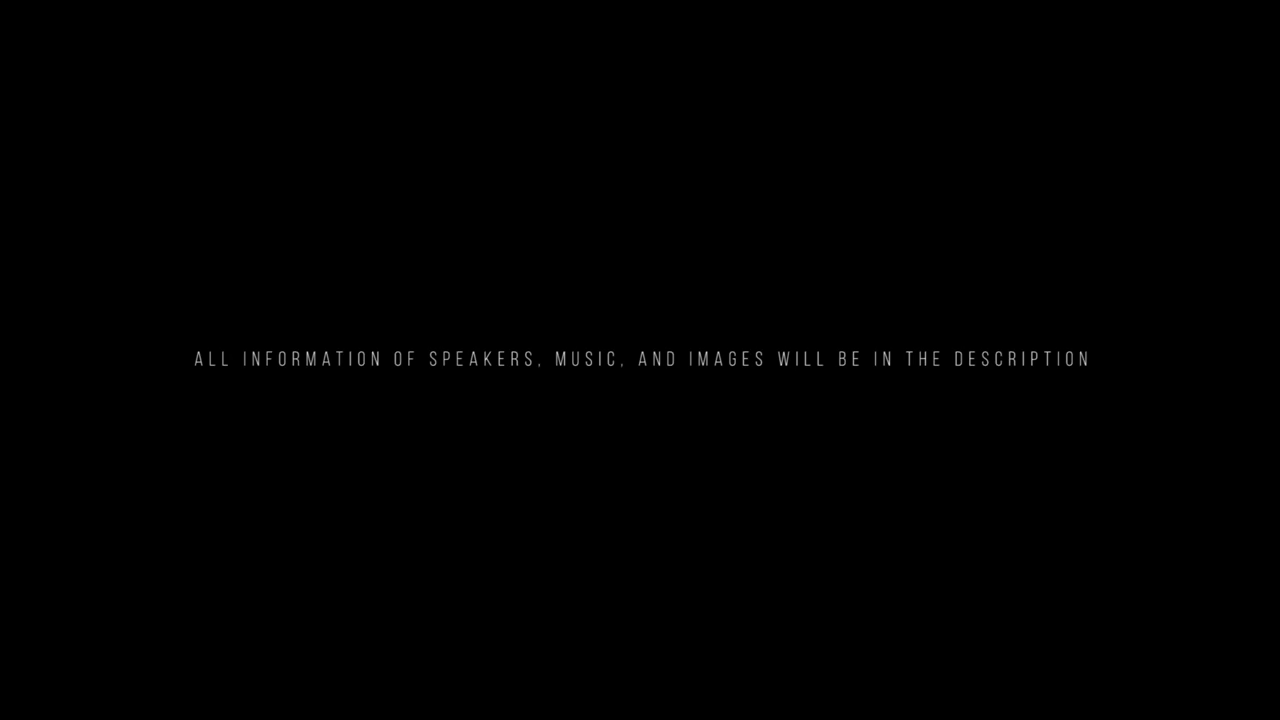 ALL INFORMATION OF SPEAKERS, MUSIC, AND IMAGES WILL BE IN THE DESCRIPTION